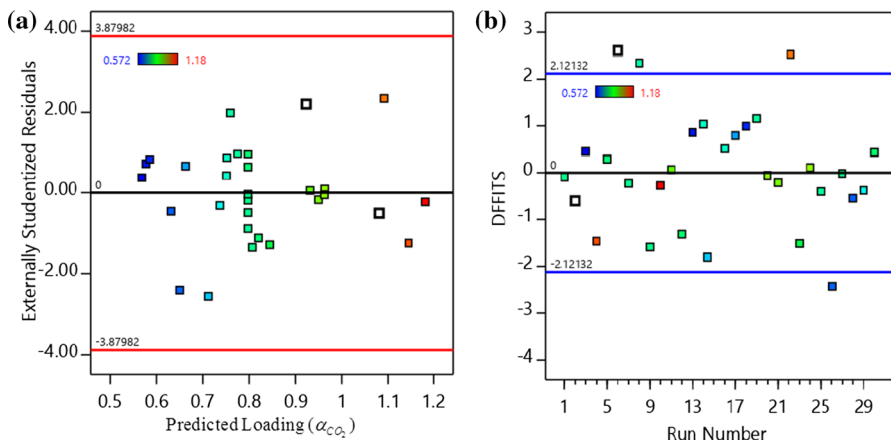 (a)
Externally Studentized Residuals
4.00
2.00
0.00
-2.00
-4.00
3.87982
0.572 1.18
0
-3.87982
0.5 0.6 0.7 0.8 0.9 1 1.1 1.2
Predicted Loading (α_CO₂)
(b)
DFFITS
3
2
1
0
-1
-2
-3
-4
2.12132
0.572 1.18
0
-2.12132
1 5 9 13 17 21 25 29
Run Number